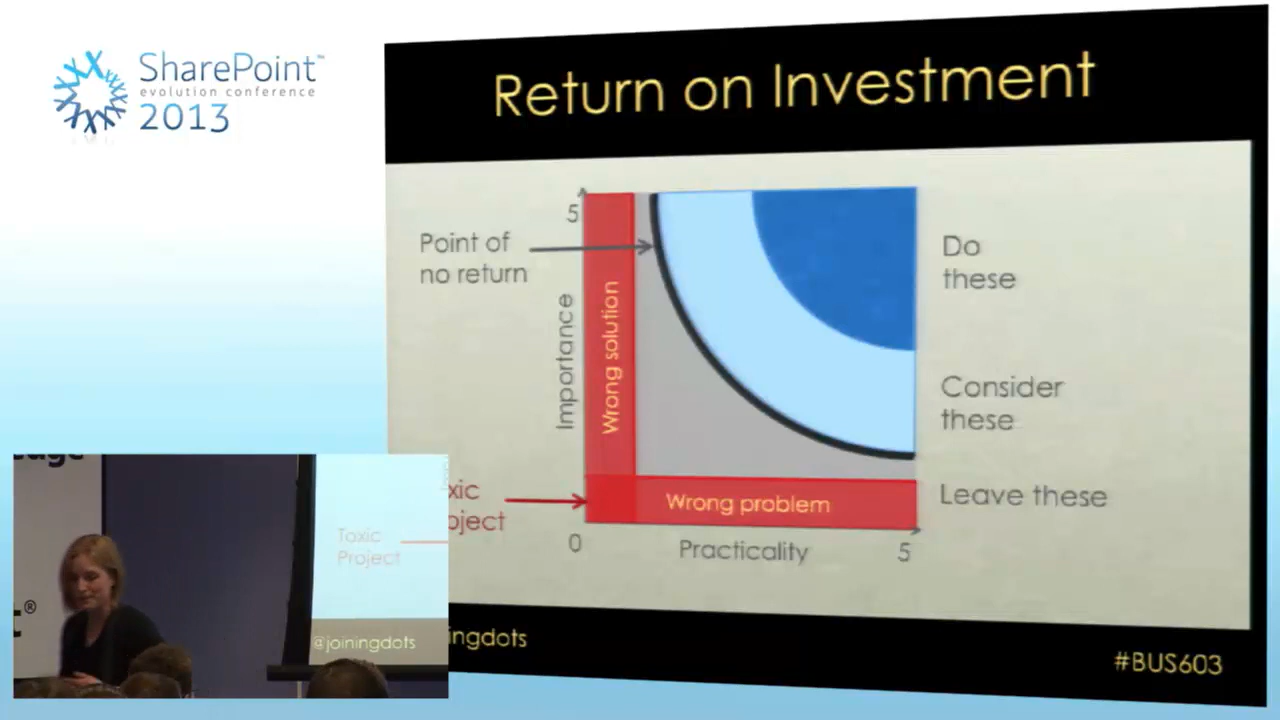 SharePoint™
evolution conference
2013
Return on Investment
5
Point of
no return
Importance
Wrong solution
Do
these
Consider
these
Leave these
xic
oject
Wrong problem
0
Practicality
5
ingdots
#BUS603
Toxic
Project
@joiningdots
®